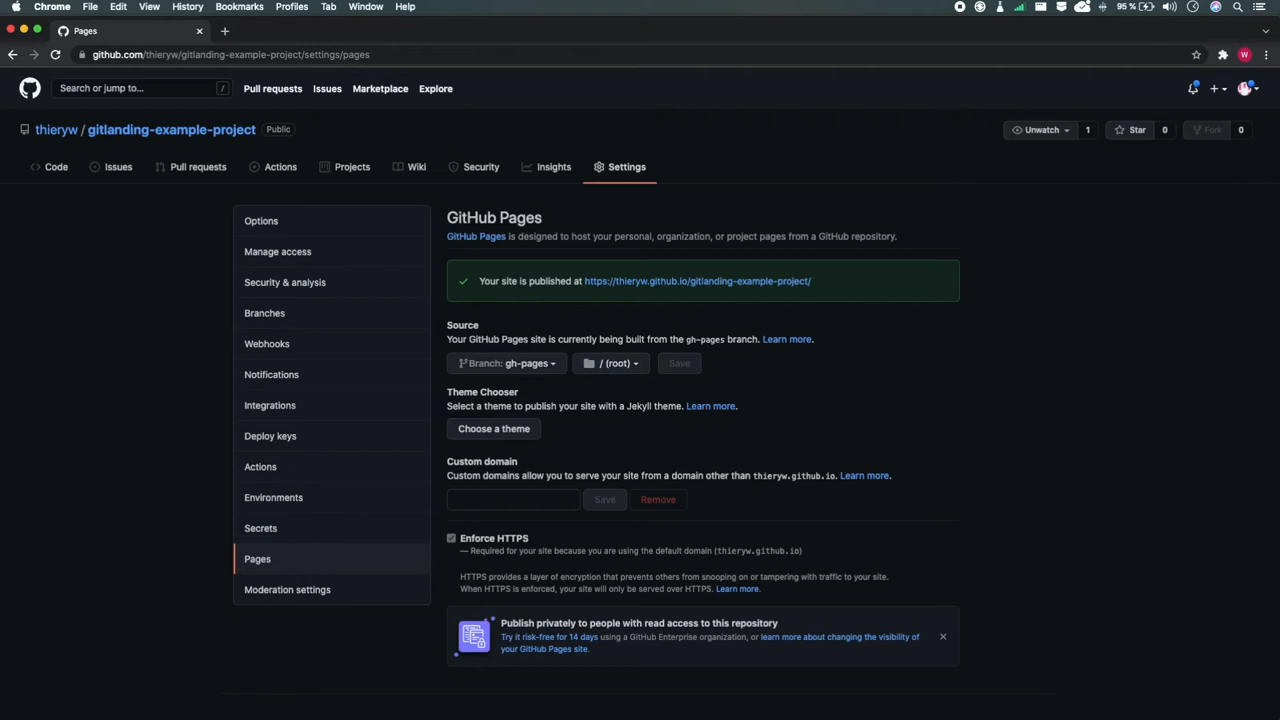 Chrome File Edit View History Bookmarks Profiles Tab Window Help 95 %
Pages
github.com/thieryw/gitlanding-example-project/settings/pages
W
Search or jump to... / Pull requests Issues Marketplace Explore
thieryw / gitlanding-example-project Public Unwatch 1 Star 0 Fork 0
Code Issues Pull requests Actions Projects Wiki Security Insights Settings
Options
Manage access
Security & analysis
Branches
Webhooks
Notifications
Integrations
Deploy keys
Actions
Environments
Secrets
Pages
Moderation settings
GitHub Pages
GitHub Pages is designed to host your personal, organization, or project pages from a GitHub repository.
Your site is published at https://thieryw.github.io/gitlanding-example-project/
Source
Your GitHub Pages site is currently being built from the gh-pages branch. Learn more.
Branch: gh-pages / (root) Save
Theme Chooser
Select a theme to publish your site with a Jekyll theme. Learn more.
Choose a theme
Custom domain
Custom domains allow you to serve your site from a domain other than thieryw.github.io. Learn more.
Save Remove
Enforce HTTPS
— Required for your site because you are using the default domain (thieryw.github.io)
HTTPS provides a layer of encryption that prevents others from snooping on or tampering with traffic to your site.
When HTTPS is enforced, your site will only be served over HTTPS. Learn more.
Publish privately to people with read access to this repository
Try it risk-free for 14 days using a GitHub Enterprise organization, or learn more about changing the visibility of
your GitHub Pages site.